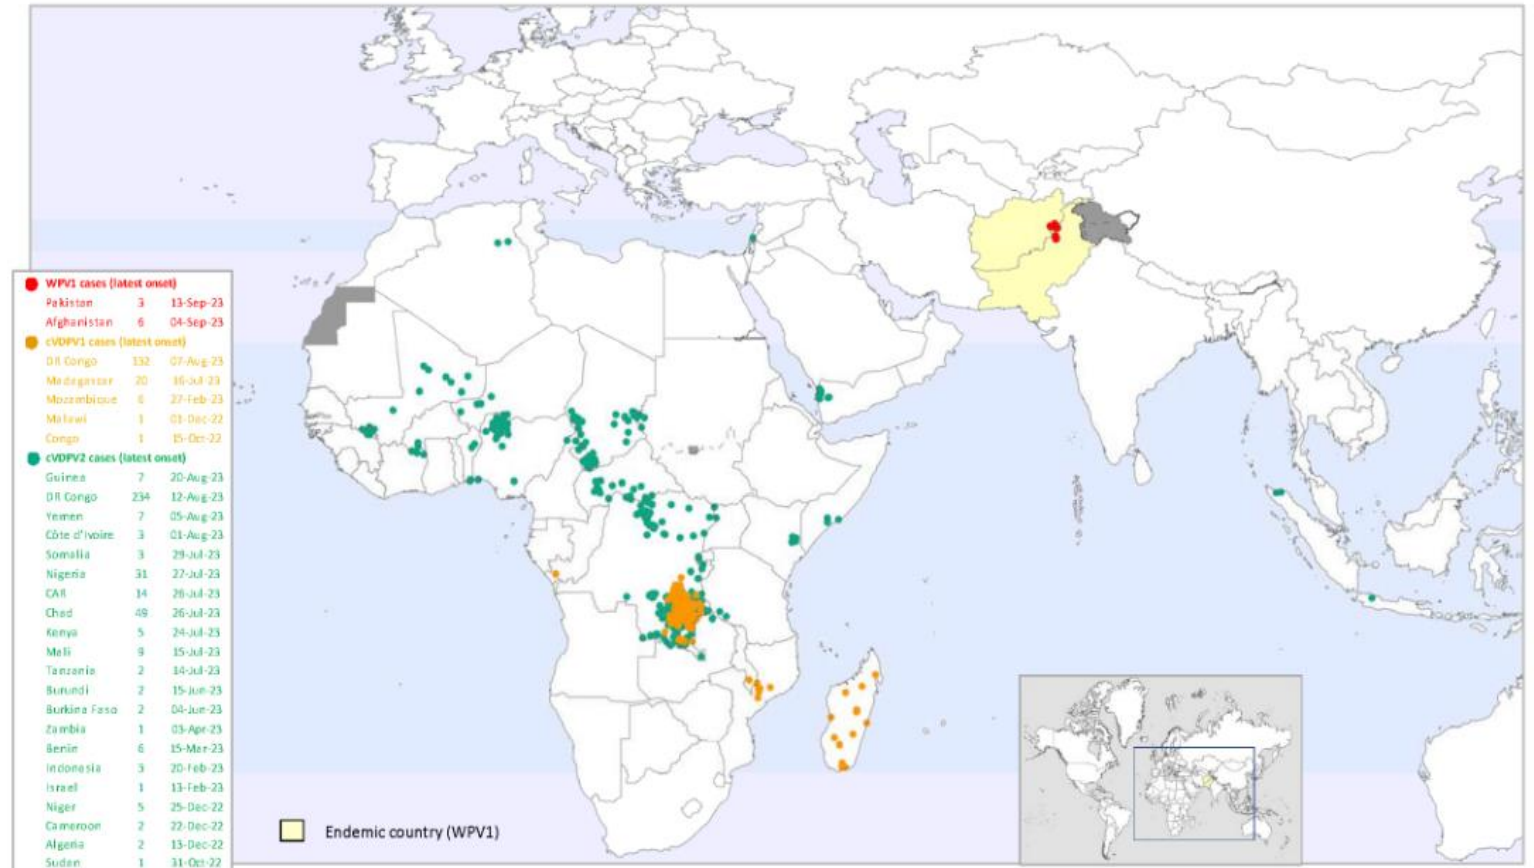 WPV1 cases (latest onset)
Pakistan 3 13-Sep-23
Afghanistan 6 04-Sep-23
cVDPV1 cases (latest onset)
DR Congo 132 07-Aug-23
Madagascar 20 16-Jul-23
Mozambique 27-Feb-23
Malawi 1 01-Dec-22
Congo 1 15-Oct-22
cVDPV2 cases (latest onset)
Guinea 7 20-Aug-23
DR Congo 234 12-Aug-23
Yemen 7 05-Aug-23
Côte d'Ivoire 3 01-Aug-23
Somalia 3 29-Jul-23
Nigeria 31 27-Jul-23
CAR 14 26-Jul-23
Chad 49 26-Jul-23
Kenya 5 24-Jul-23
Mali 9 15-Jul-23
Tanzania 2 14-Jul-23
Burundi 2 15-Jun-23
Burkina Faso 2 04-Jun-23
Zambia 1 03-Apr-23
Benin 6 15-Mar-23
Indonesia 3 20-Feb-23
Israel 1 13-Feb-23
Niger 5 25-Dec-22
Cameroon 2 22-Dec-22
Algeria 2 13-Dec-22
Sudan 1 31-Oct-22
Endemic country (WPV1)